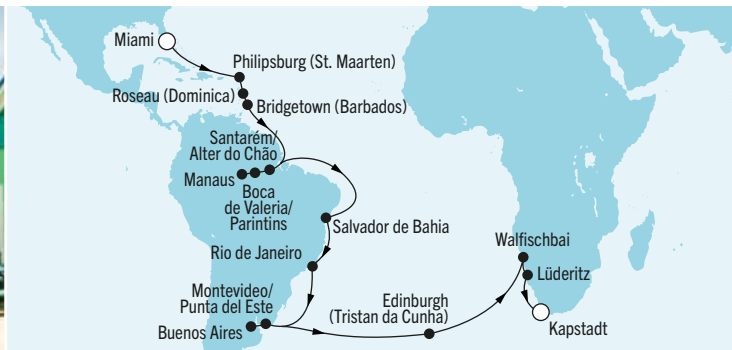 Miami
Philipsburg (St. Maarten)
Roseau (Dominica)
Bridgetown (Barbados)
Santarém/
Alter do Chão
Manaus
Boca
de Valeria/
Parintins
Salvador de Bahia
Rio de Janeiro
Montevideo/
Punta del Este
Buenos Aires
Edinburgh
(Tristan da Cunha)
Walfischbai
Lüderitz
Kapstadt